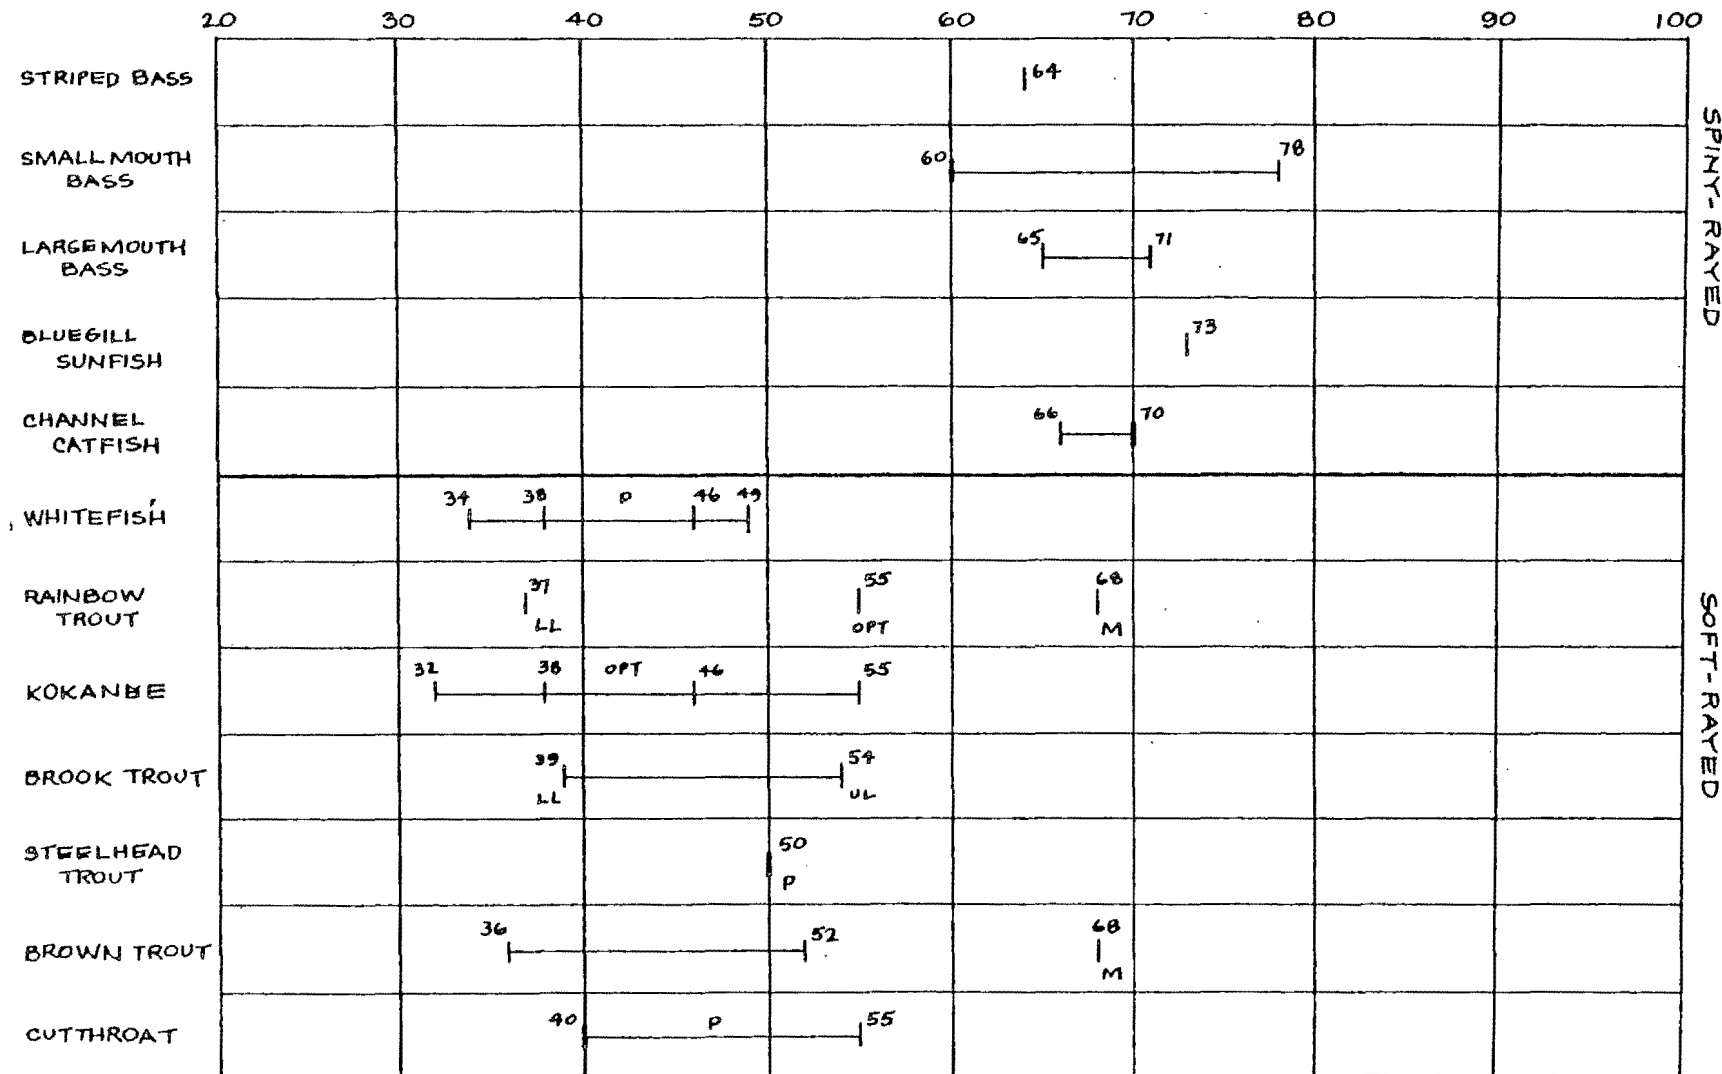 20 30 40 50 60 70 80 90 100
STRIPED BASS 64
SMALL MOUTH 60 78
BASS
LARGEMOUTH 65 71
BASS
BLUEGILL 73
SUNFISH
CHANNEL 66 70
CATFISH
SPINY-RAYED
WHITEFISH 34 38 P 46 49
RAINBOW 37 55 68
TROUT LL OPT M
KOKANEE 32 38 OPT 46 55
BROOK TROUT 39 54
LL UL
STEELHEAD 50
TROUT P
BROWN TROUT 36 52 68
M
CUTTHROAT 40 P 55
SOFT-RAYED